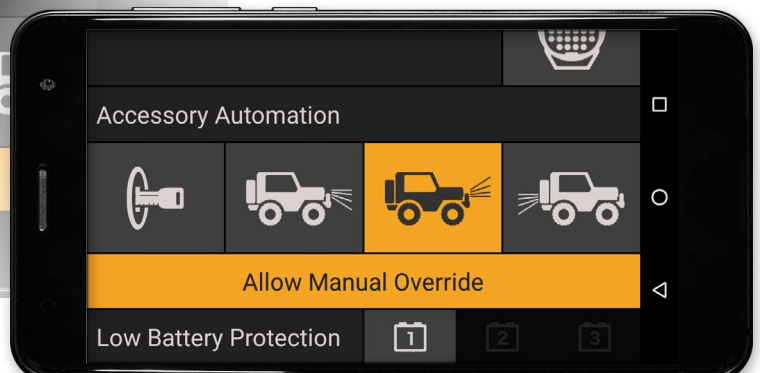 Accessory Automation
Allow Manual Override
Low Battery Protection 1 2 3